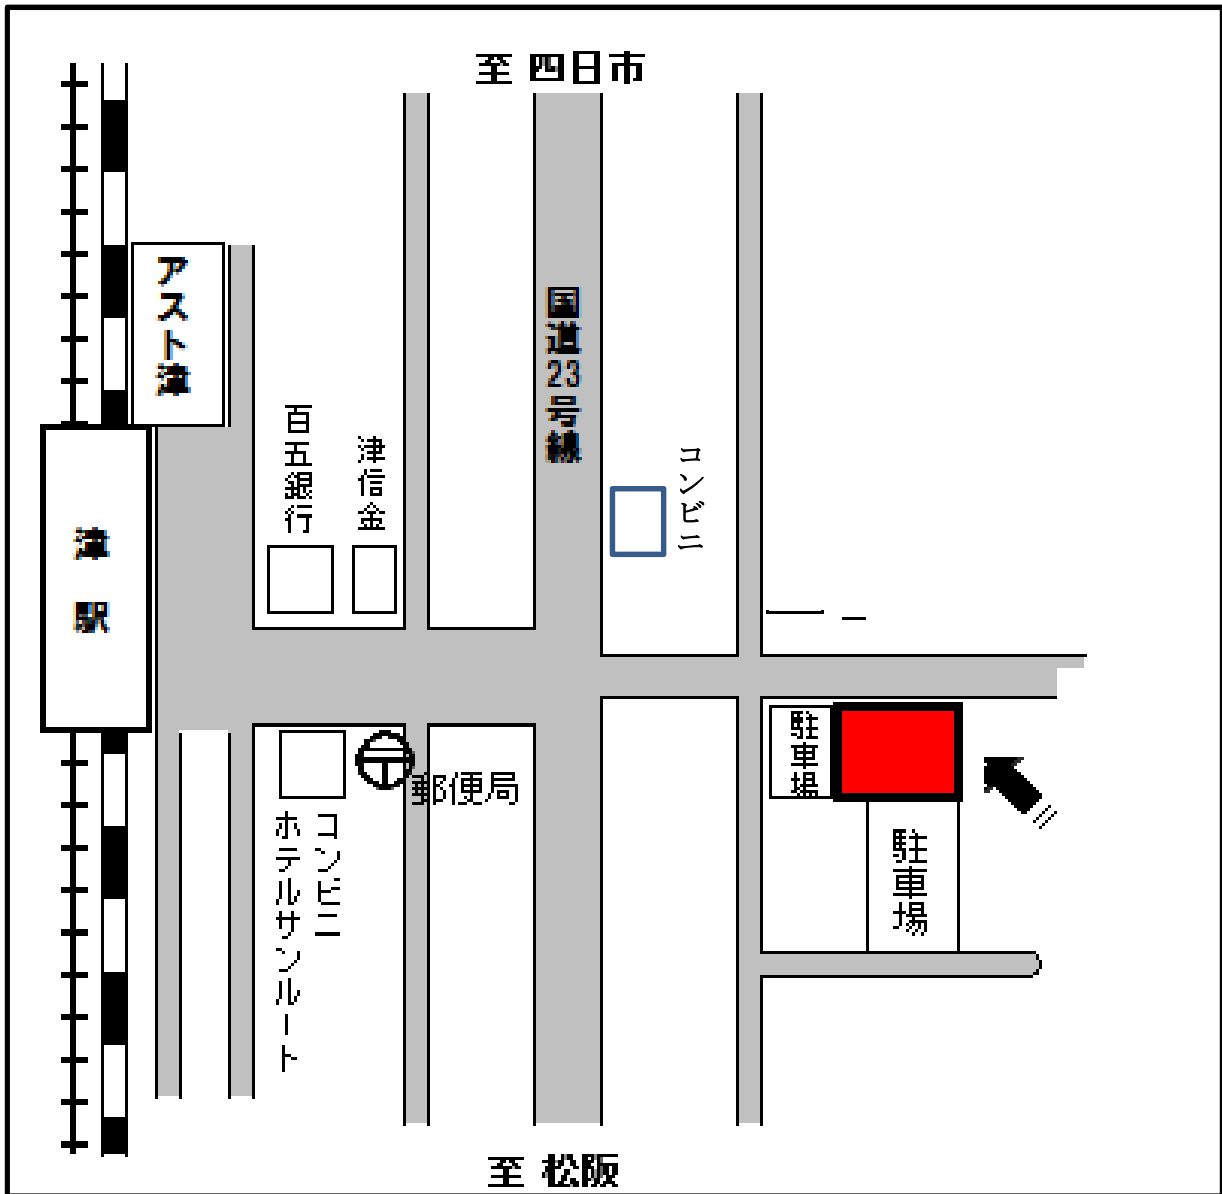 至 四日市
アスト津
国道23号線
百五銀行
津信金
コンビニ
津駅
駐車場
郵便局
コンビニ
ホテルサンルート
駐車場
至 松阪